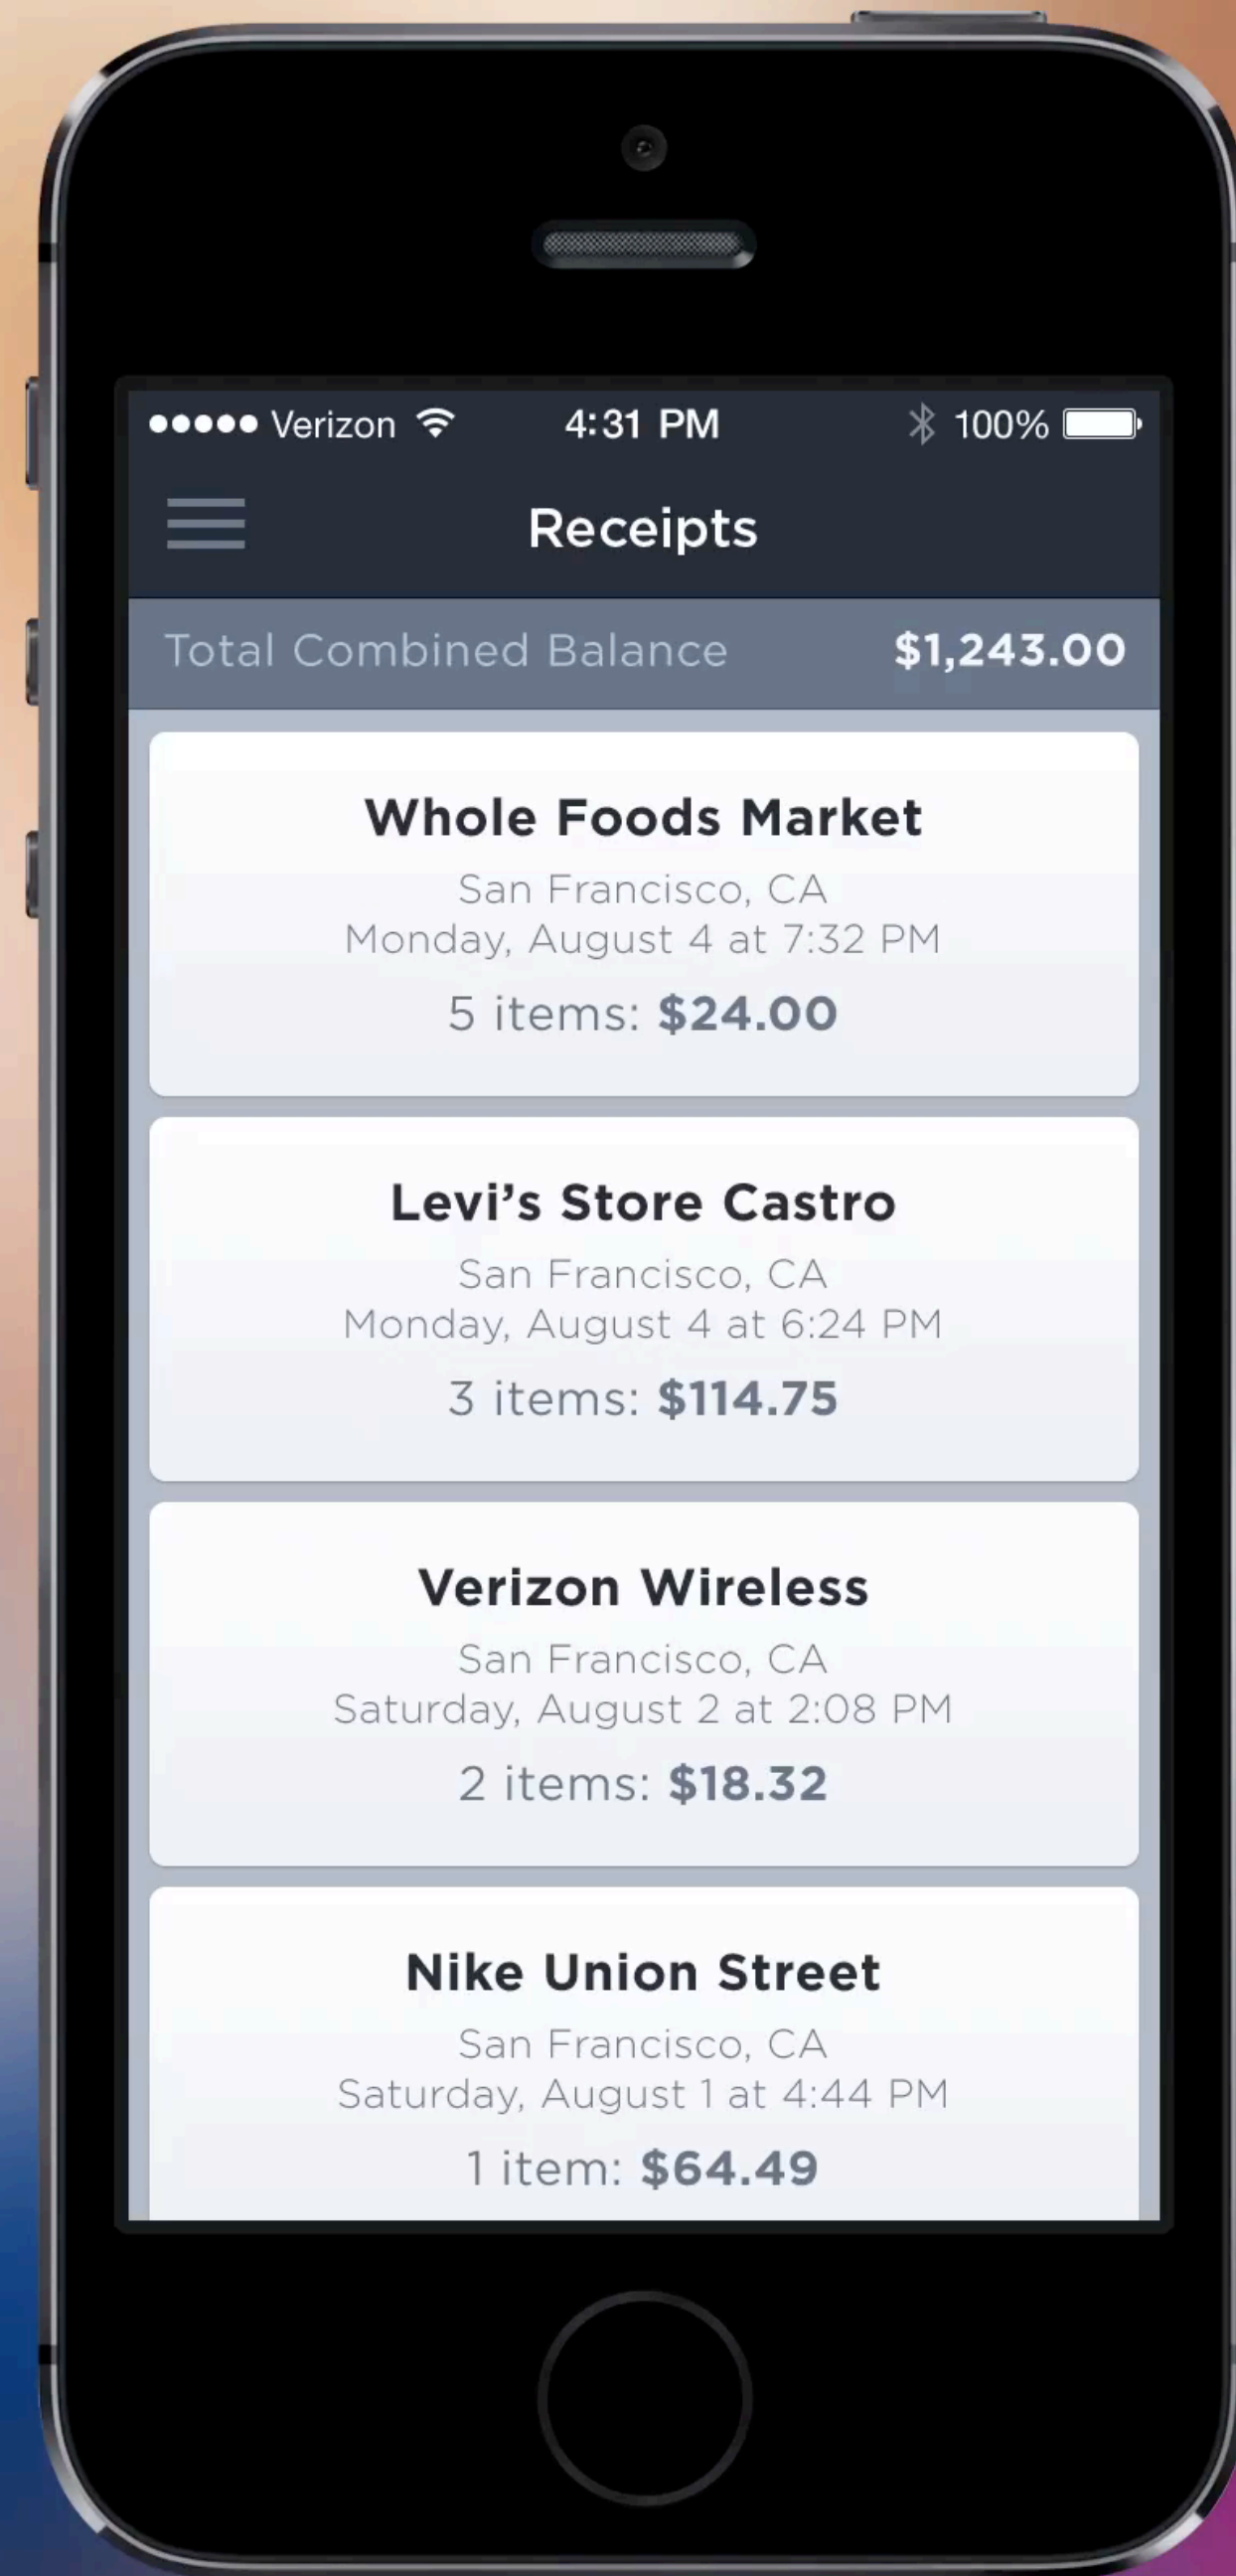 ●●●●● Verizon 4:31 PM 100%
Receipts
Total Combined Balance $1,243.00
Whole Foods Market
San Francisco, CA
Monday, August 4 at 7:32 PM
5 items: $24.00
Levi’s Store Castro
San Francisco, CA
Monday, August 4 at 6:24 PM
3 items: $114.75
Verizon Wireless
San Francisco, CA
Saturday, August 2 at 2:08 PM
2 items: $18.32
Nike Union Street
San Francisco, CA
Saturday, August 1 at 4:44 PM
1 item: $64.49